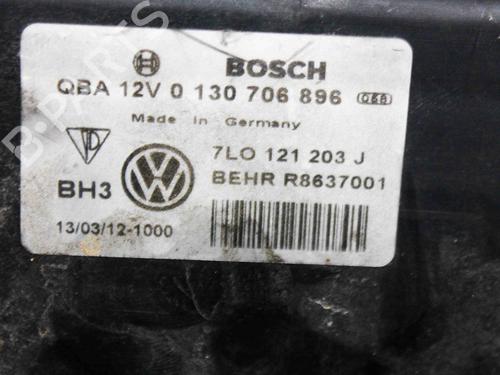 BOSCH
QBA 12V 0 130 706 896
Made in Germany
7LO 121 203 J
BH3
BEHR R8637001
13/03/12-1000
B-PARTS